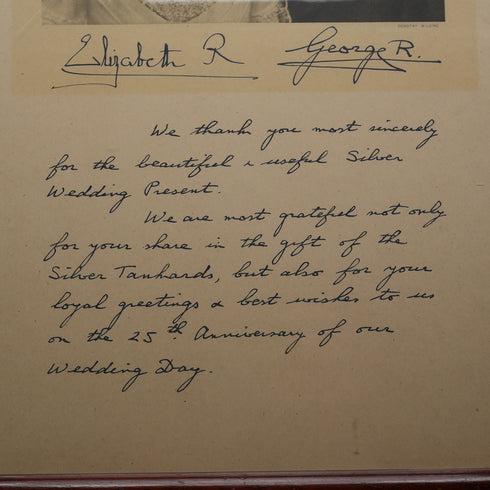 DOROTHY WILDING
Elizabeth R George R.
We thank you most sincerely
for the beautiful & useful Silver
Wedding Present.
We are most grateful not only
for your share in the gift of the
Silver Tankards, but also for your
loyal greetings & best wishes to us
on the 25th Anniversary of our
Wedding Day.